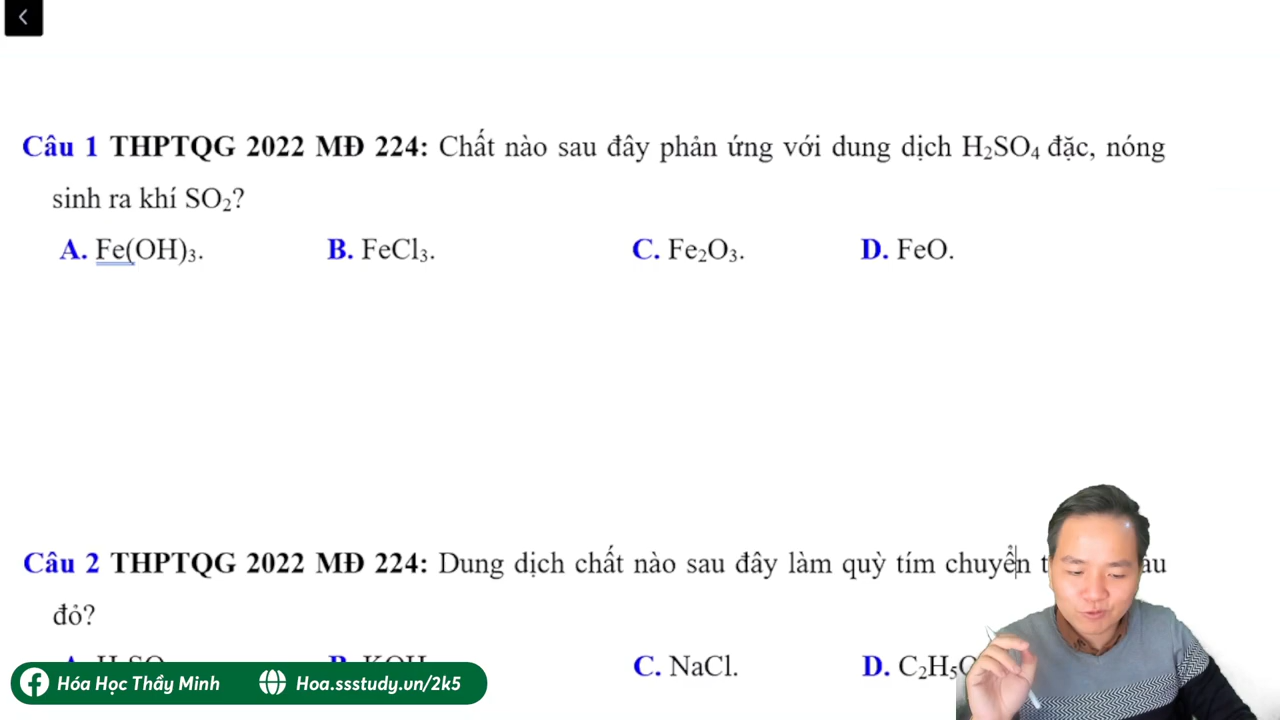 Câu 1 THPTQG 2022 MĐ 224: Chất nào sau đây phản ứng với dung dịch H₂SO₄ đặc, nóng
sinh ra khí SO₂?
A. Fe(OH)₃. B. FeCl₃. C. Fe₂O₃. D. FeO.
Câu 2 THPTQG 2022 MĐ 224: Dung dịch chất nào sau đây làm quỳ tím chuyển
đỏ?
C. NaCl. D.
Hóa Học Thầy Minh Hoa.ssstudy.vn/2k5